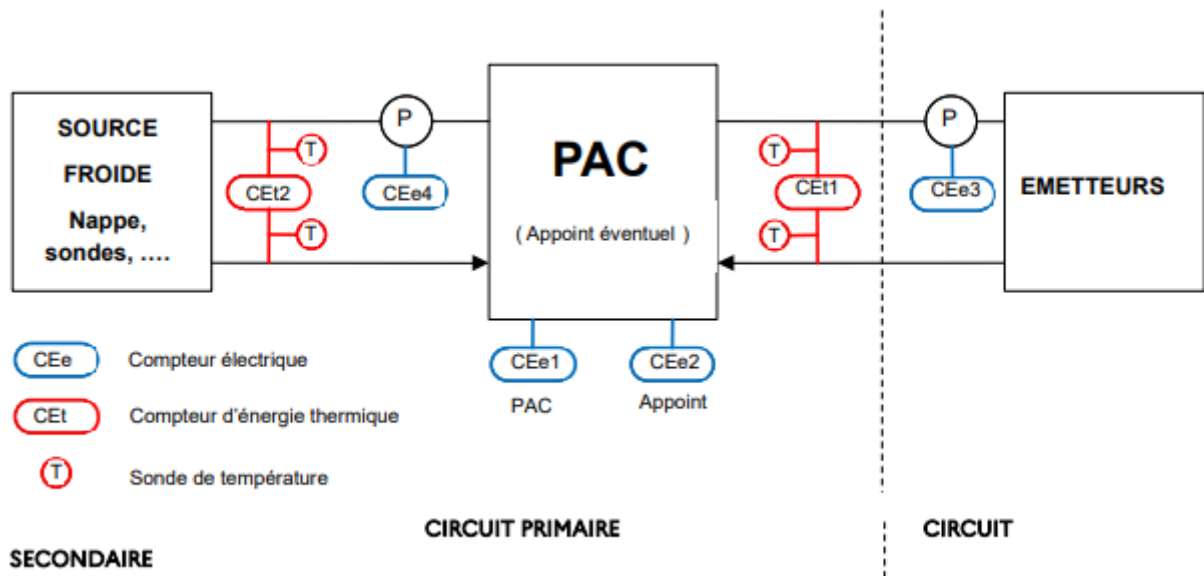 SOURCE
FROIDE
Nappe,
sondes, ....
T
CEt2
T
P
CEe4
PAC
( Appoint éventuel )
T
CEt1
T
P
CEe3
EMETTEURS
CEe1
CEe2
PAC
Appoint
CEe Compteur électrique
CEt Compteur d'énergie thermique
T Sonde de température
CIRCUIT PRIMAIRE
CIRCUIT
SECONDAIRE